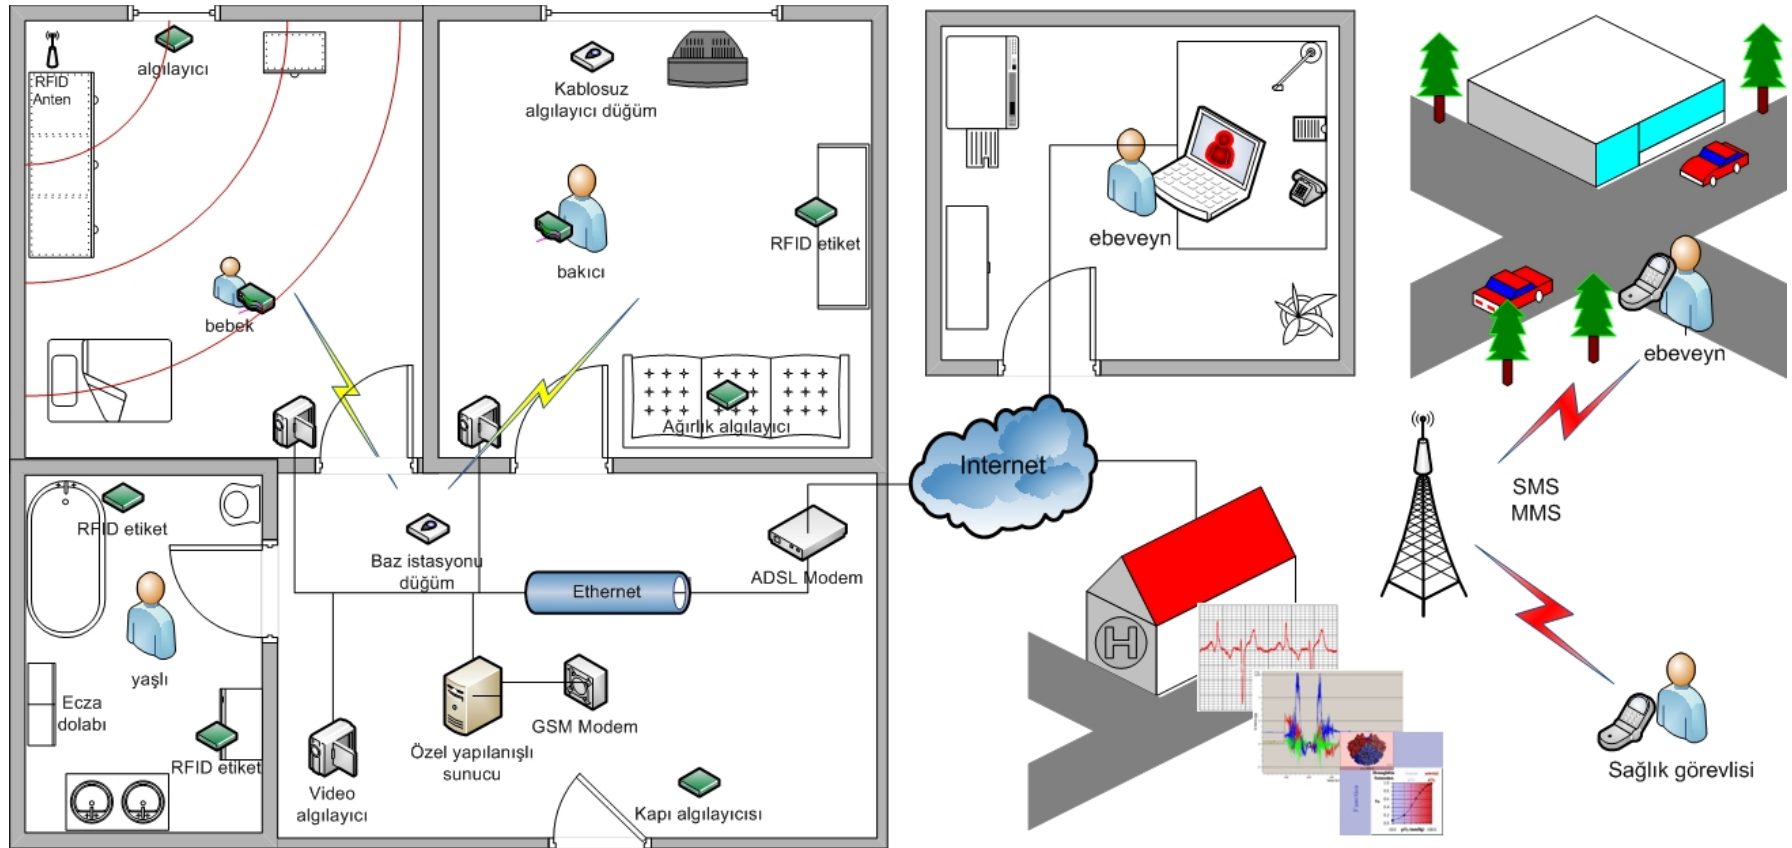 RFID
Anten
algılayıcı
bebek
Kablosuz
algılayıcı düğüm
bakıcı
RFID etiket
Ağırlık algılayıcı
RFID etiket
yaşlı
Ecza
dolabı
RFID etiket
Baz istasyonu
düğüm
Ethernet
ADSL Modem
Özel yapılanışlı
sunucu
GSM Modem
Video
algılayıcı
Kapı algılayıcısı
ebeveyn
Internet
H
ebeveyn
SMS
MMS
Sağlık görevlisi